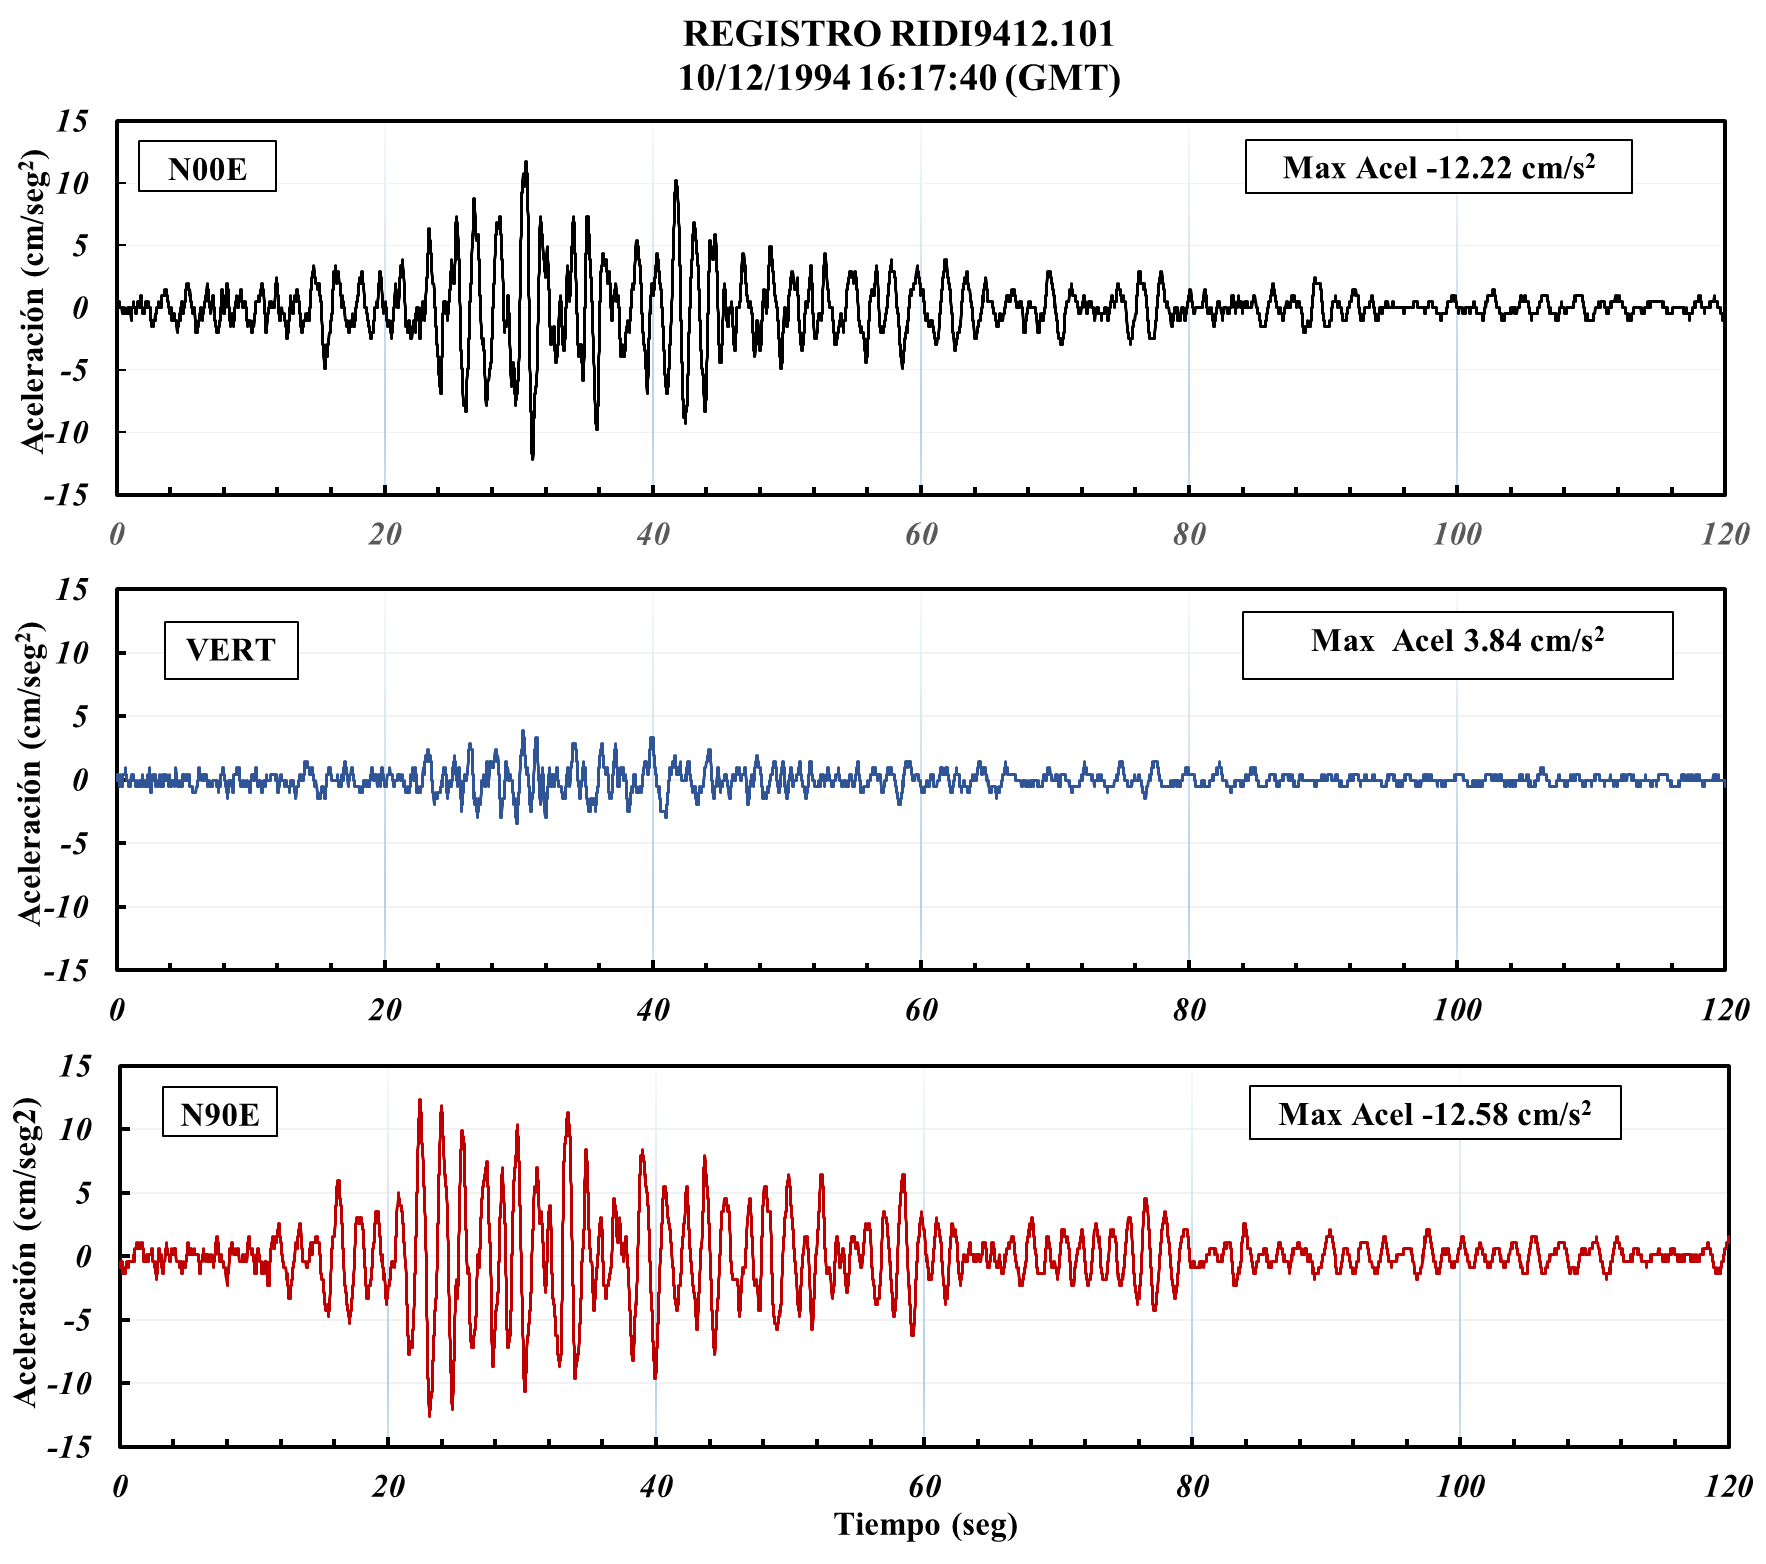 REGISTRO RIDI9412.101
10/12/1994 16:17:40 (GMT)
Aceleración (cm/seg²)
15
10
5
0
-5
-10
-15
N00E
Max Acel -12.22 cm/s²
0 20 40 60 80 100 120
Aceleración (cm/seg²)
15
10
5
0
-5
-10
-15
VERT
Max Acel 3.84 cm/s²
0 20 40 60 80 100 120
Aceleración (cm/seg2)
15
10
5
0
-5
-10
-15
N90E
Max Acel -12.58 cm/s²
0 20 40 60 80 100 120
Tiempo (seg)